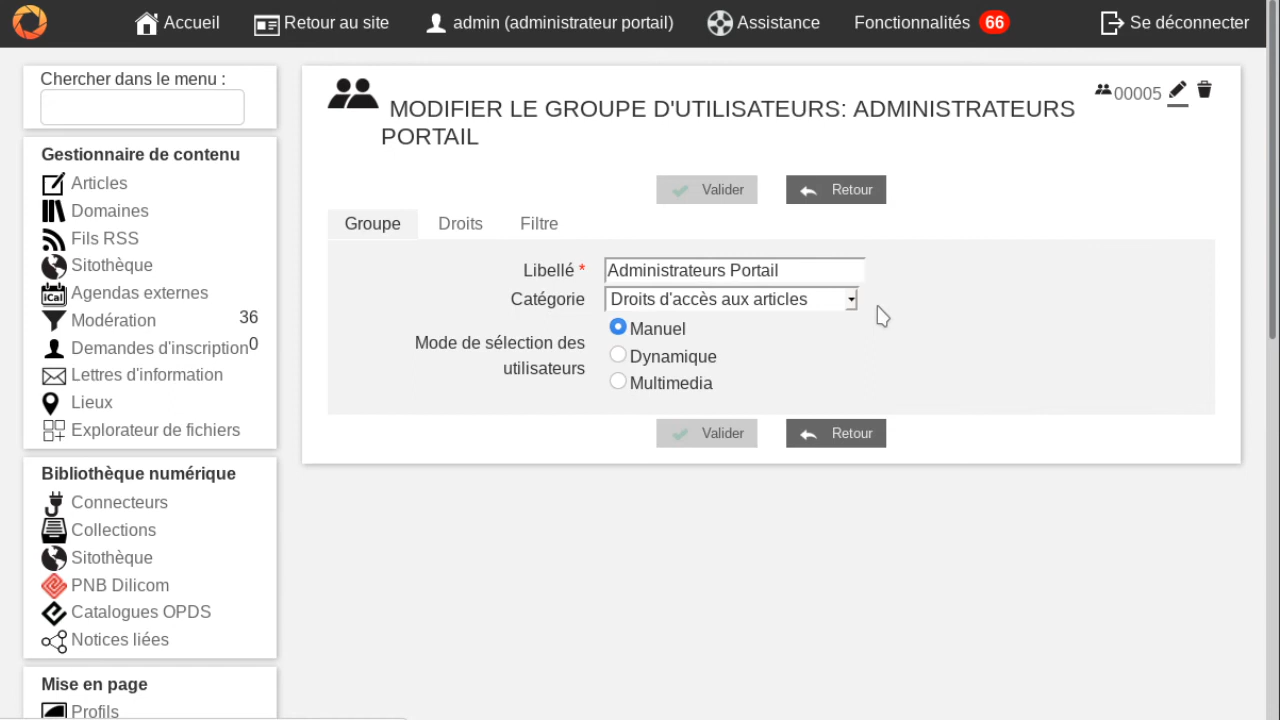 Accueil
Retour au site
admin (administrateur portail)
Assistance
Fonctionnalités 66
Se déconnecter
Chercher dans le menu :
Gestionnaire de contenu
Articles
Domaines
Fils RSS
Sitothèque
iCal Agendas externes
Modération 36
Demandes d'inscription 0
Lettres d'information
Lieux
Explorateur de fichiers
Bibliothèque numérique
Connecteurs
Collections
Sitothèque
PNB Dilicom
Catalogues OPDS
Notices liées
Mise en page
Profils
MODIFIER LE GROUPE D'UTILISATEURS: ADMINISTRATEURS
PORTAIL
00005
Valider
Retour
Groupe
Droits
Filtre
Libellé * Administrateurs Portail
Catégorie Droits d'accès aux articles
Mode de sélection des
utilisateurs
Manuel
Dynamique
Multimedia
Valider
Retour